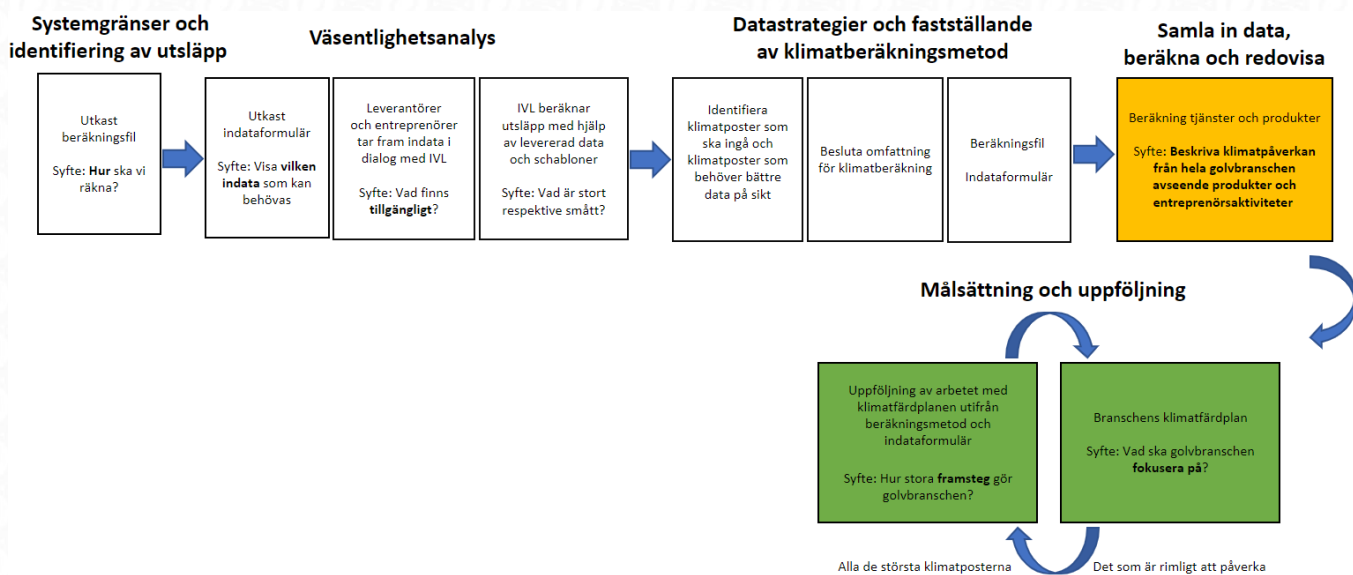 Systemgränser och
identifiering av utsläpp
Väsentlighetsanalys
Datastrategier och fastställande
av klimatberäkningsmetod
Samla in data,
beräkna och redovisa
Utkast
beräkningsfil
Syfte: Hur ska vi
räkna?
Utkast
indataformulär
Syfte: Visa vilken
indata som kan
behövas
Leverantörer
och entreprenörer
tar fram indata i
dialog med IVL
Syfte: Vad finns
tillgängligt?
IVL beräknar
utsläpp med hjälp
av levererad data
och schabloner
Syfte: Vad är stort
respektive smått?
Identifiera
klimatposter som
ska ingå och
klimatposter som
behöver bättre
data på sikt
Besluta omfattning
för klimatberäkning
Beräkningsfil
Indataformulär
Beräkning tjänster och produkter
Syfte: Beskriva klimatpåverkan
från hela golvbranschen
avseende produkter och
entreprenörsaktiviteter
Målsättning och uppföljning
Uppföljning av arbetet med
klimatfärdplanen utifrån
beräkningsmetod och
indataformulär
Syfte: Hur stora framsteg gör
golvbranschen?
Branschens klimatfärdplan
Syfte: Vad ska golvbranschen
fokusera på?
Alla de största klimatposterna
Det som är rimligt att påverka